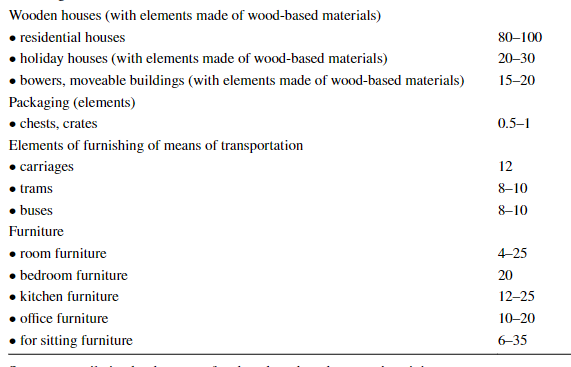 Wooden houses (with elements made of wood-based materials)
• residential houses 80–100
• holiday houses (with elements made of wood-based materials) 20–30
• bowers, moveable buildings (with elements made of wood-based materials) 15–20
Packaging (elements)
• chests, crates 0.5–1
Elements of furnishing of means of transportation
• carriages 12
• trams 8–10
• buses 8–10
Furniture
• room furniture 4–25
• bedroom furniture 20
• kitchen furniture 12–25
• office furniture 10–20
• for sitting furniture 6–35